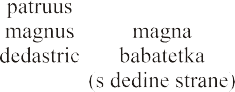 patruus
magnus magna
dedastric babatetka
(s dedine strane)